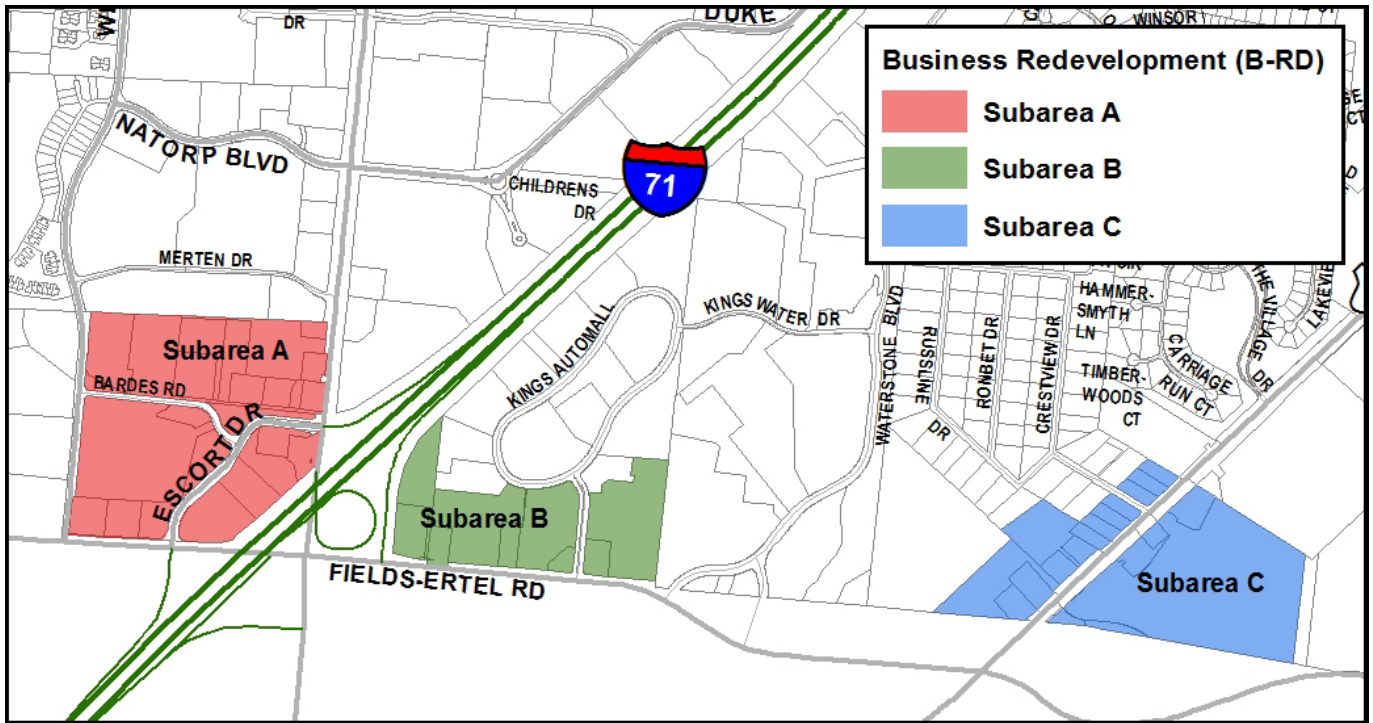 DR
DUKE
WINSOR
Business Redevelopment (B-RD)
Subarea A
Subarea B
Subarea C
NATORP BLVD
71
CHILDRENS
DR
MERTEN DR
KINGS WATER DR
KINGS AUTOMALL
WATERSTONE BLVD
RUSSLINE
DR
RONBET DR
CRESTVIEW DR
HAMMER-
SMYTH
LN
TIMBER-
WOODS
CT
CARRIAGE
RUN CT
THE VILLAGE DR
Subarea A
BARDES RD
ESCORT DR
Subarea B
FIELDS-ERTEL RD
Subarea C